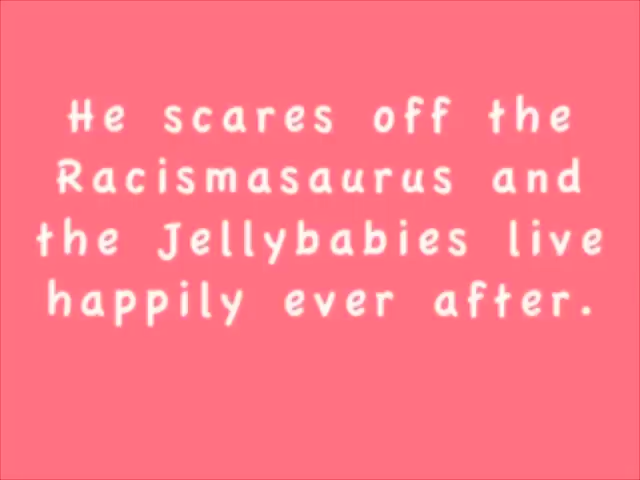 He scares off the
Racismasaurus and
the Jellybabies live
happily ever after.